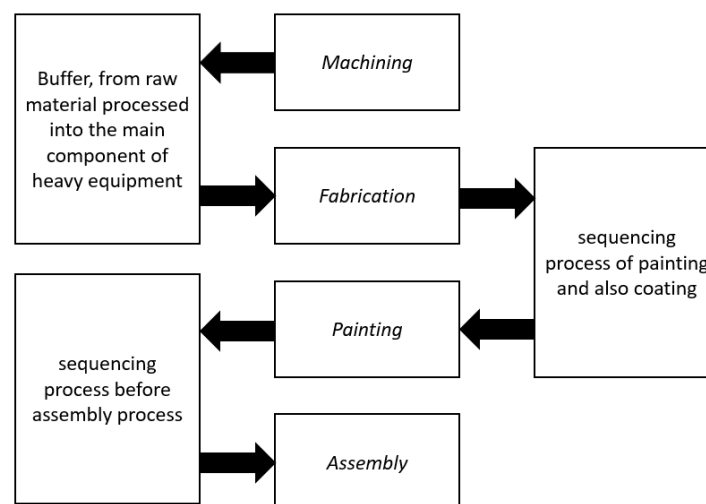 Machining
Buffer, from raw
material processed
into the main
component of
heavy equipment
Fabrication
sequencing
process of painting
and also coating
Painting
sequencing
process before
assembly process
Assembly